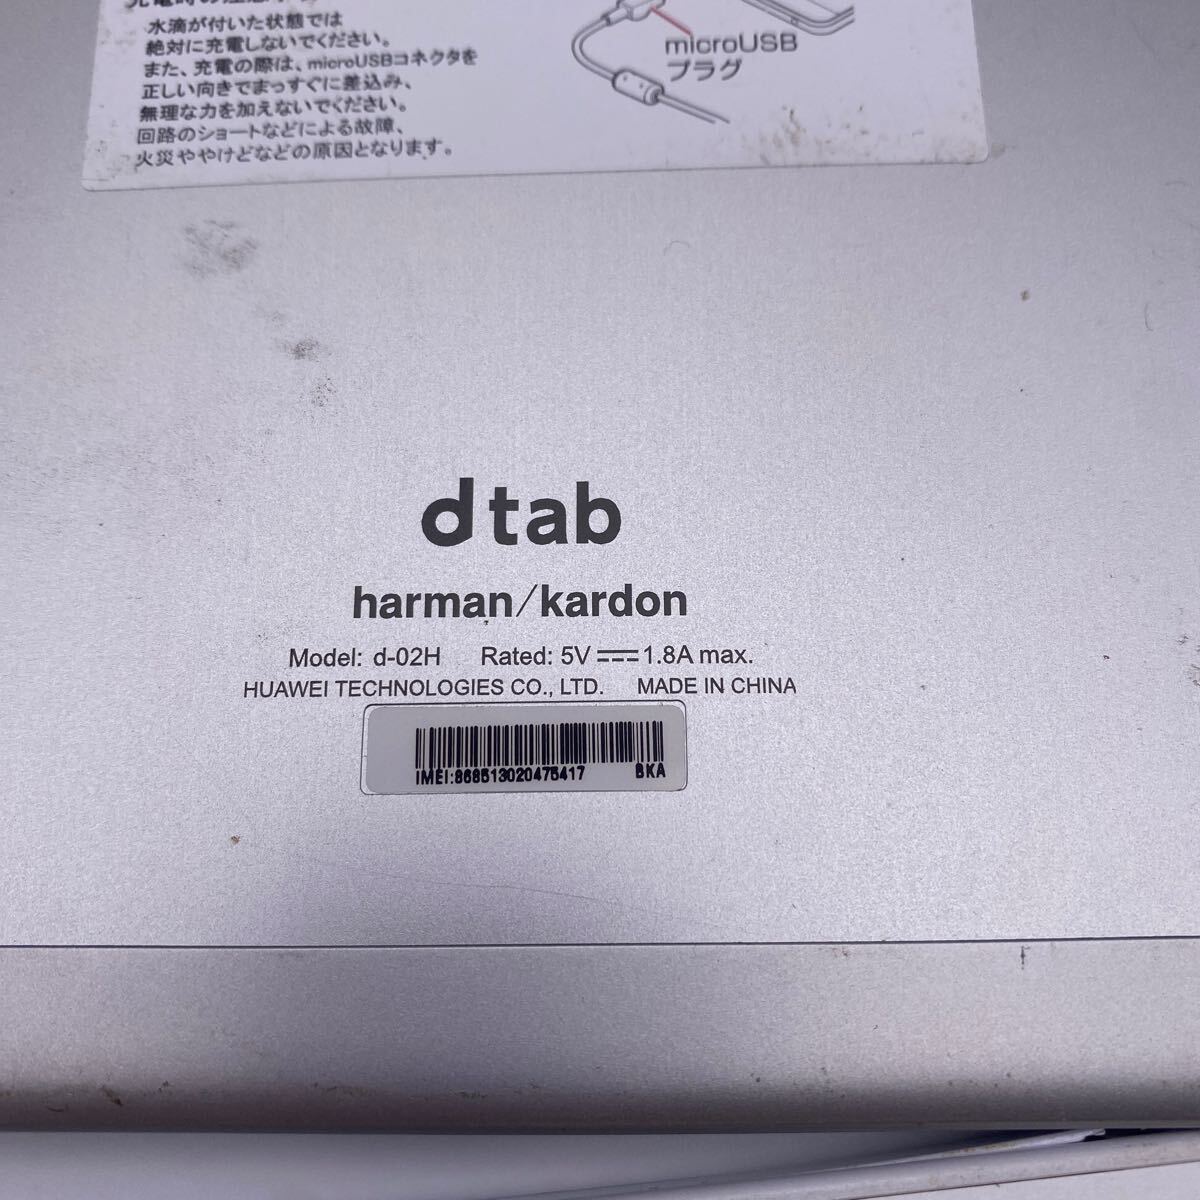 水滴が付いた状態では
絶対に充電しないでください。
また、充電の際は、microUSBコネクタを
正しい向きでまっすぐに差込み、
無理な力を加えないでください。
回路のショートなどによる故障、
火災ややけどなどの原因となります。
microUSB
プラグ
dtab
harman/kardon
Model: d-02H Rated: 5V⎓1.8A max.
HUAWEI TECHNOLOGIES CO., LTD. MADE IN CHINA
IMEI:868513020475417 BKA